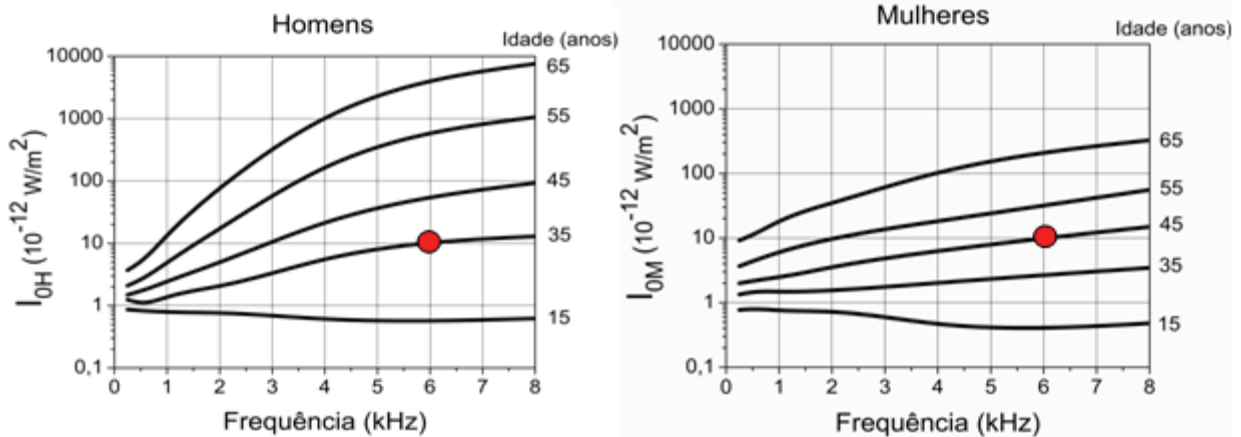 Homens
Idade (anos)
10000
1000
100
10
1
0,1
I0H (10-12 W/m2)
65
55
45
35
15
0 1 2 3 4 5 6 7 8
Frequência (kHz)
Mulheres
Idade (anos)
10000
1000
100
10
1
0,1
I0M (10-12 W/m2)
65
55
45
35
15
0 1 2 3 4 5 6 7 8
Frequência (kHz)